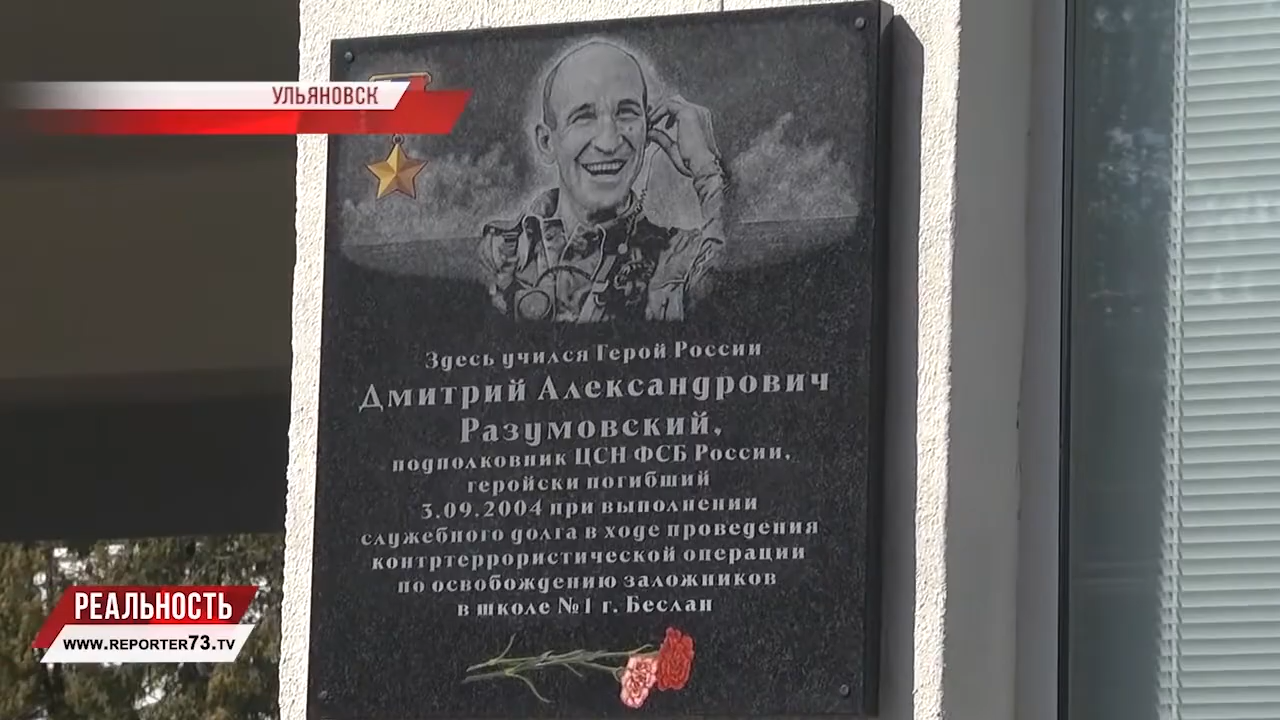 УЛЬЯНОВСК
Здесь учился Герой России
Дмитрий Александрович
Разумовский,
подполковник ЦСН ФСБ России,
геройски погибший
3.09.2004 при выполнении
служебного долга в ходе проведения
контртеррористической операции
по освобождению заложников
в школе №1 г. Беслан
РЕАЛЬНОСТЬ
WWW.REPORTER73.TV